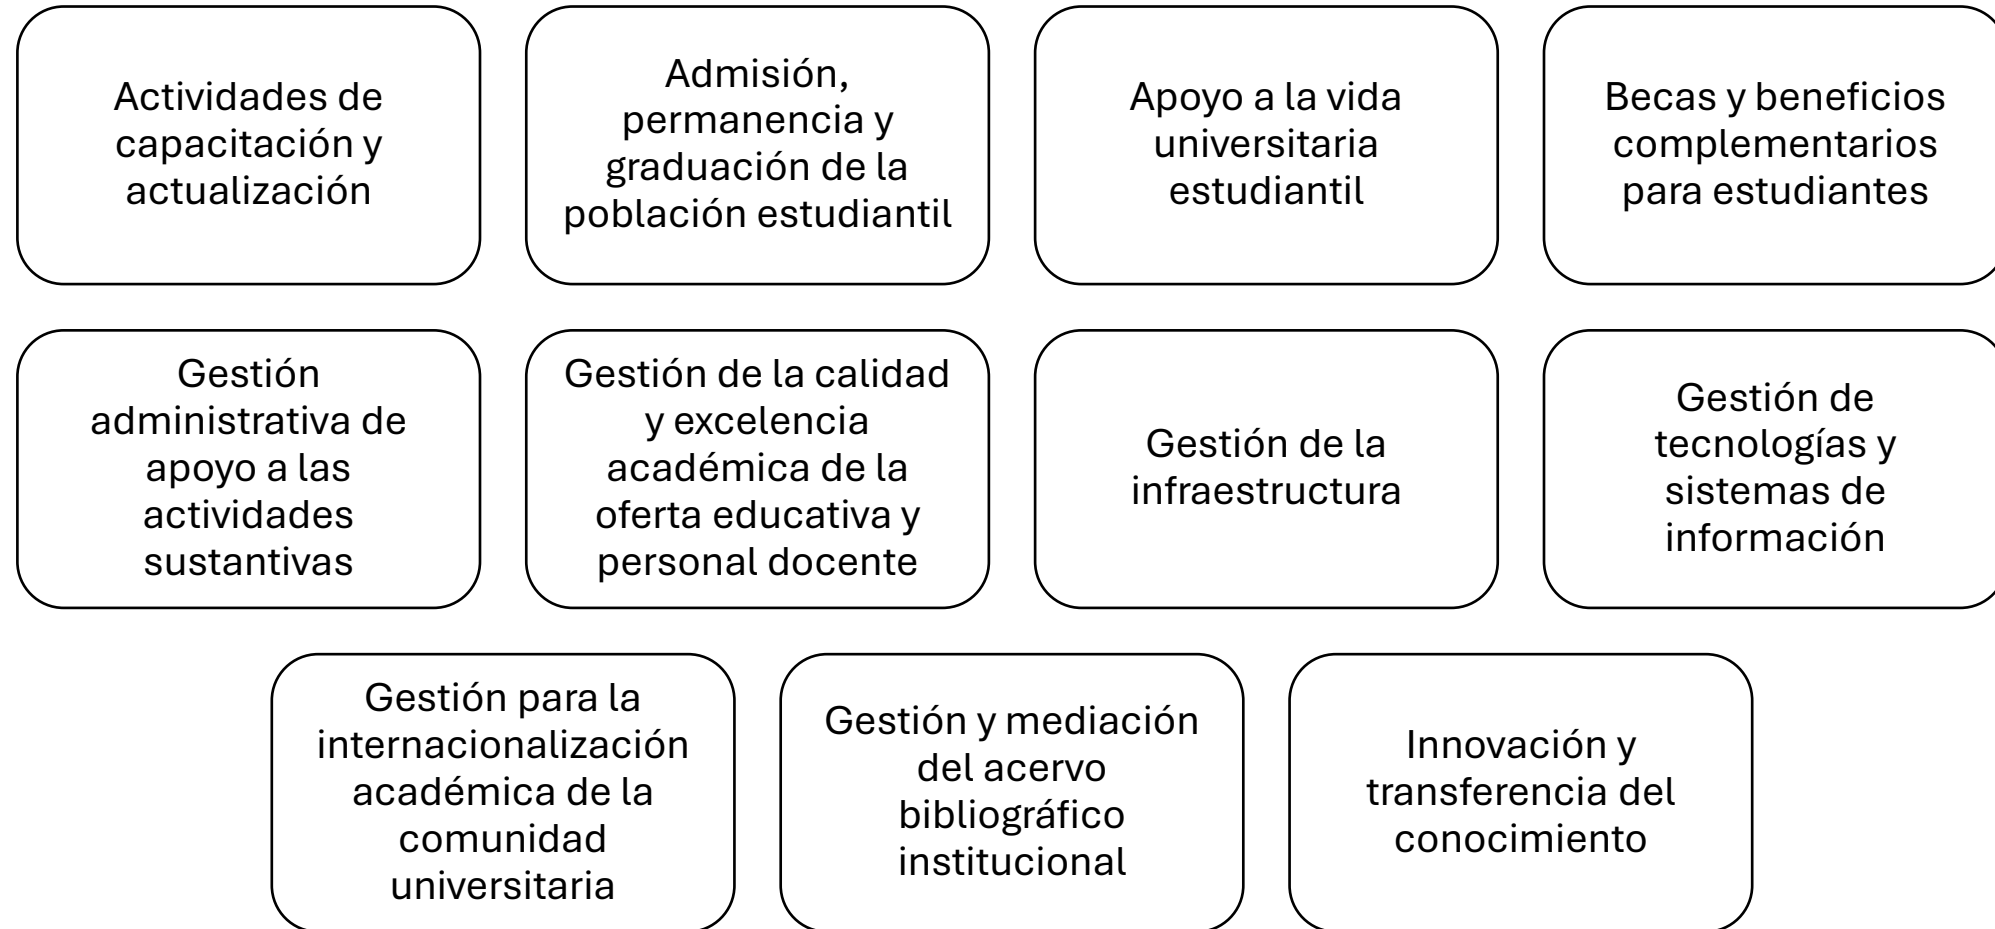 Actividades de
capacitación y
actualización
Admisión,
permanencia y
graduación de la
población estudiantil
Apoyo a la vida
universitaria
estudiantil
Becas y beneficios
complementarios
para estudiantes
Gestión
administrativa de
apoyo a las
actividades
sustantivas
Gestión de la calidad
y excelencia
académica de la
oferta educativa y
personal docente
Gestión de la
infraestructura
Gestión de
tecnologías y
sistemas de
información
Gestión para la
internacionalización
académica de la
comunidad
universitaria
Gestión y mediación
del acervo
bibliográfico
institucional
Innovación y
transferencia del
conocimiento